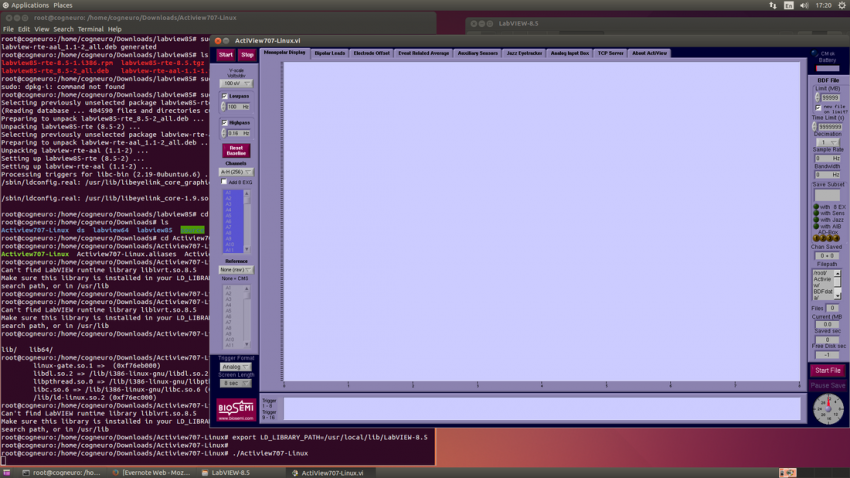 Applications Places
En
17:20
root@cogneuro: /home/cogneuro/Downloads/Actiview707-Linux
File Edit View Search Terminal Help
root@cogneuro:/home/cogneuro/Downloads/labview85# su
labview-rte-aal_1.1-2_all.deb generated
root@cogneuro:/home/cogneuro/Downloads/labview85# ls
labview85-rte-8.5-1.i386.rpm labview85-rte-8.5.tgz
labview85-rte_8.5-2_all.deb labview-rte-aal-1.1-1.
root@cogneuro:/home/cogneuro/Downloads/labview85# su
sudo: dpkg-i: command not found
root@cogneuro:/home/cogneuro/Downloads/labview85# su
Selecting previously unselected package labview85-rt
(Reading database ... 404590 files and directories c
Preparing to unpack labview85-rte_8.5-2_all.deb ...
Unpacking labview85-rte (8.5-2) ...
Selecting previously unselected package labview-rte-
Preparing to unpack labview-rte-aal_1.1-2_all.deb ..
Unpacking labview-rte-aal (1.1-2) ...
Setting up labview85-rte (8.5-2) ...
Setting up labview-rte-aal (1.1-2) ...
Processing triggers for libc-bin (2.19-0ubuntu6.6) .
/sbin/ldconfig.real: /usr/lib/libeyelink_core_graphi
/sbin/ldconfig.real: /usr/lib/libeyelink_core-1.9.so
root@cogneuro:/home/cogneuro/Downloads/labview85# cd
root@cogneuro:/home/cogneuro/Downloads# ls
Actiview707-Linux ds labview64 labview85
root@cogneuro:/home/cogneuro/Downloads# cd Actiview7
root@cogneuro:/home/cogneuro/Downloads/Actiview707-L
Actiview707-Linux Actiview707-Linux.aliases Activie
root@cogneuro:/home/cogneuro/Downloads/Actiview707-L
Can't find LabVIEW runtime library liblvrt.so.8.5
Make sure this library is installed in your LD_LIBRA
search path, or in /usr/lib
root@cogneuro:/home/cogneuro/Downloads/Actiview707-L
Can't find LabVIEW runtime library liblvrt.so.8.5
Make sure this library is installed in your LD_LIBRA
search path, or in /usr/lib
root@cogneuro:/home/cogneuro/Downloads/Actiview707-L
lib/ lib64/
root@cogneuro:/home/cogneuro/Downloads/Actiview707-L
linux-gate.so.1 => (0xf76eb000)
libdl.so.2 => /lib/i386-linux-gnu/libdl.so.2
libpthread.so.0 => /lib/i386-linux-gnu/libpt
libc.so.6 => /lib/i386-linux-gnu/libc.so.6 (
/lib/ld-linux.so.2 (0xf76ec000)
root@cogneuro:/home/cogneuro/Downloads/Actiview707-L
Can't find LabVIEW runtime library liblvrt.so.8.5
Make sure this library is installed in your LD_LIBRA
search path, or in /usr/lib
root@cogneuro:/home/cogneuro/Downloads/Actiview707-Linux# export LD_LIBRARY_PATH=/usr/local/lib/LabVIEW-8.5
root@cogneuro:/home/cogneuro/Downloads/Actiview707-Linux#
root@cogneuro:/home/cogneuro/Downloads/Actiview707-Linux# ./Actiview707-Linux
LabVIEW-8.5
ActiView707-Linux.vi
Start Stop
Monopolar Display
Bipolar Leads
Electrode Offset
Event Related Average
Auxiliary Sensors
Jazz Eyetracker
Analog Input Box
TCP Server
About ActiView
Y-scale
100 uV
Lowpass
100 Hz
Highpass
0.16 Hz
Reset
Baseline
Channels
A-H (256)
Add 8 EXG
Reference
None (raw)
None = CMS
Trigger Format
Analog
Screen Length
8 sec
BIOSEMI
www.biosemi.com
Trigger
1 - 8
Trigger
9 - 16
Battery
BDF File
Limit (MB)
99999
new file
on limit?
Time Limit (s)
9999999
Decimation
1
Sample Rate
0 Hz
Bandwidth
0 Hz
Save Subset
with 8 EX
with Sens
with Jazz
with AIB
AD-Box
Chan Saved
0 + 0
Filepath
/root/
Activie
w/
BDFdat
a/
Files 0
Current (MB
0.0
Saved sec
0
Free Disk sec
-1
Start File
Pause Save
root@cogneuro: /ho...
[Evernote Web - Moz...
LabVIEW-8.5
ActiView707-Linux.vi